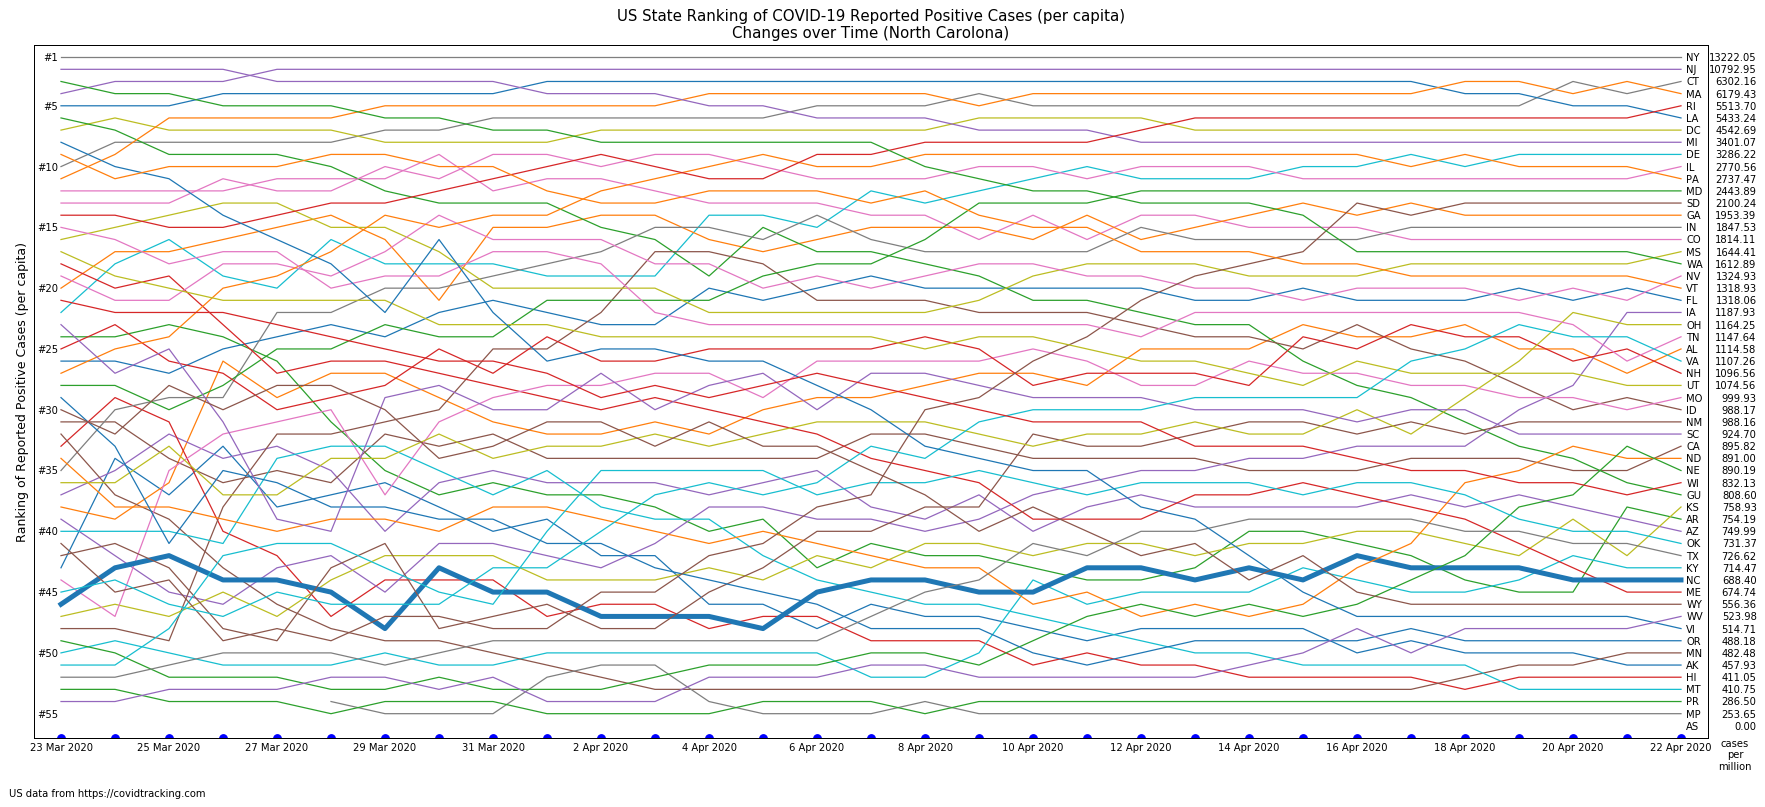 US State Ranking of COVID-19 Reported Positive Cases (per capita)
Changes over Time (North Carolona)
Ranking of Reported Positive Cases (per capita)
#1
#5
#10
#15
#20
#25
#30
#35
#40
#45
#50
#55
NY 13222.05
NJ 10792.95
CT 6302.16
MA 6179.43
RI 5513.70
LA 5433.24
DC 4542.69
MI 3401.07
DE 3286.22
IL 2770.56
PA 2737.47
MD 2443.89
SD 2100.24
GA 1953.39
IN 1847.53
CO 1814.11
MS 1644.41
WA 1612.89
NV 1324.93
VT 1318.93
FL 1318.06
IA 1187.93
OH 1164.25
TN 1147.64
AL 1114.58
VA 1107.26
NH 1096.56
UT 1074.56
MO 999.93
ID 988.17
NM 988.16
SC 924.70
CA 895.82
ND 891.00
NE 890.19
WI 832.13
GU 808.60
KS 758.93
AR 754.19
AZ 749.99
OK 731.37
TX 726.62
KY 714.47
NC 688.40
ME 674.74
WY 556.36
WV 523.98
VI 514.71
OR 488.18
MN 482.48
AK 457.93
HI 411.05
MT 410.75
PR 286.50
MP 253.65
AS 0.00
23 Mar 2020 25 Mar 2020 27 Mar 2020 29 Mar 2020 31 Mar 2020 2 Apr 2020 4 Apr 2020 6 Apr 2020 8 Apr 2020 10 Apr 2020 12 Apr 2020 14 Apr 2020 16 Apr 2020 18 Apr 2020 20 Apr 2020 22 Apr 2020
cases
per
million
US data from https://covidtracking.com